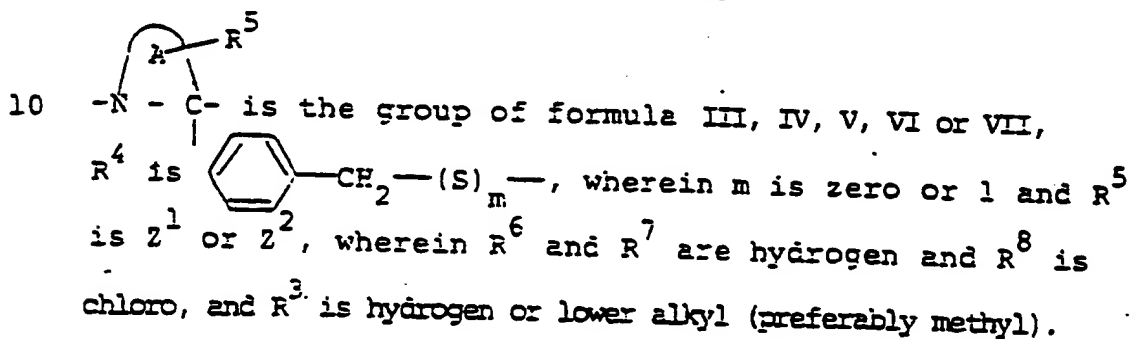 A R⁵
10 -N - C- is the group of formula III, IV, V, VI or VII,
R⁴ is CH₂—(S)ₘ—, wherein m is zero or 1 and R⁵
is Z¹ or Z², wherein R⁶ and R⁷ are hydrogen and R⁸ is
chloro, and R³ is hydrogen or lower alkyl (preferably methyl).